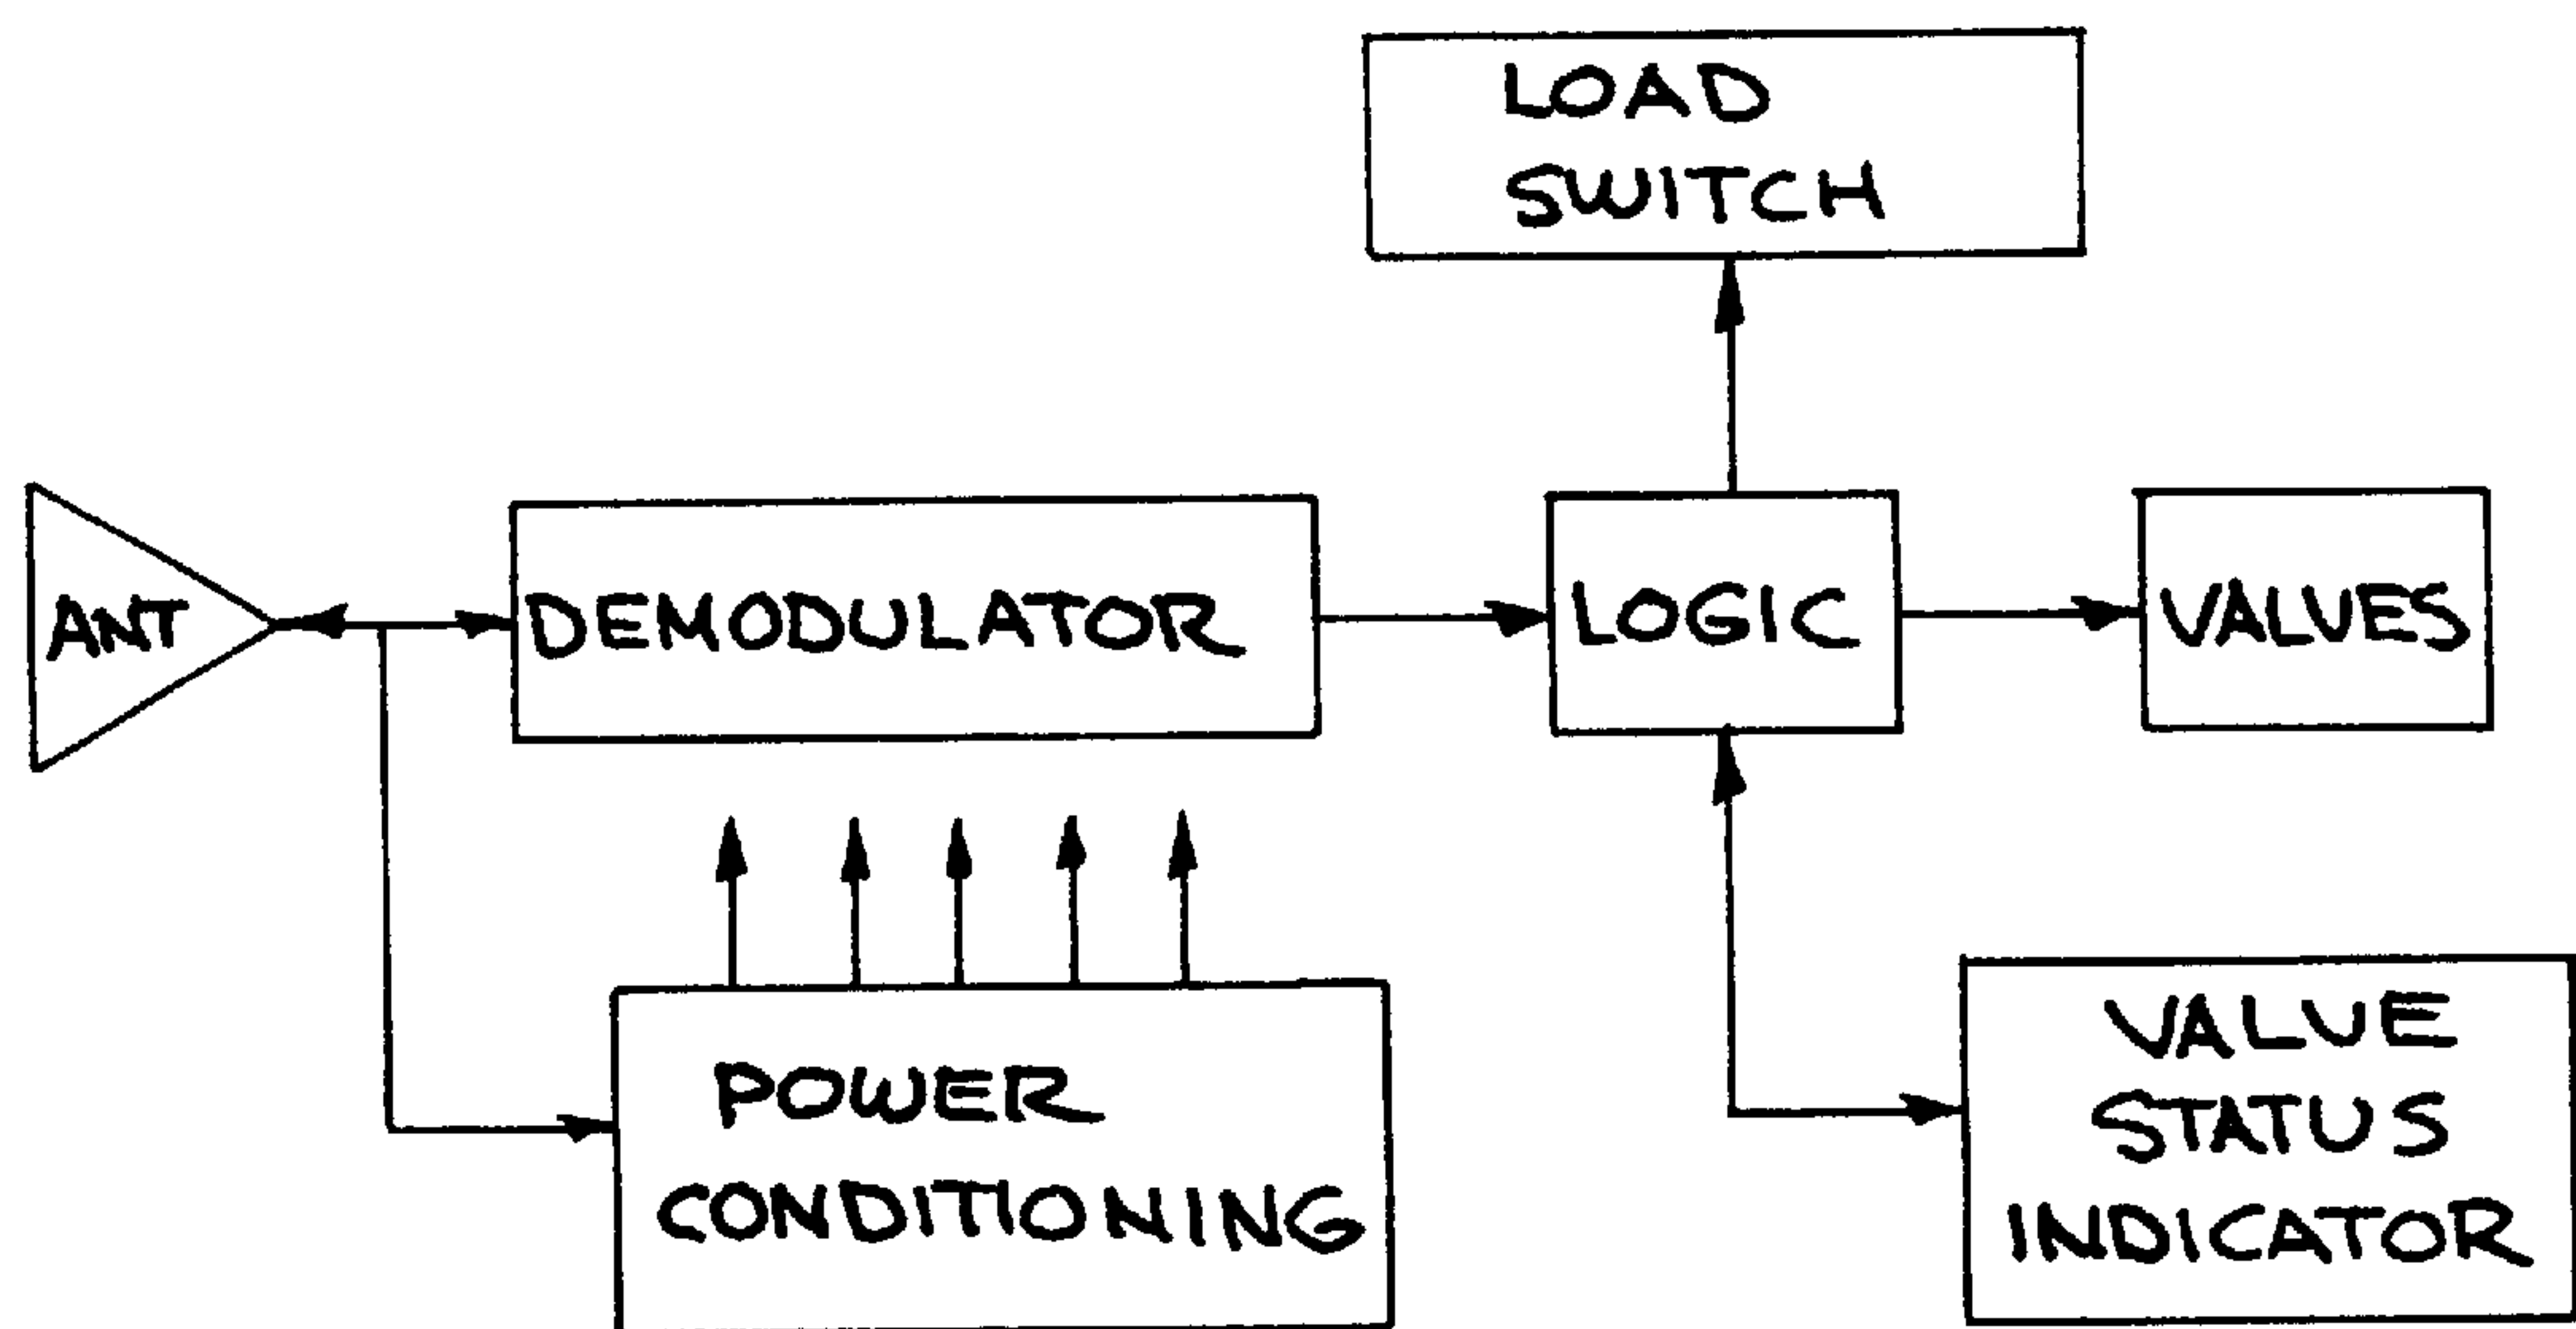 LOAD
SWITCH
ANT
DEMODULATOR
LOGIC
VALUES
POWER
CONDITIONING
VALUE
STATUS
INDICATOR